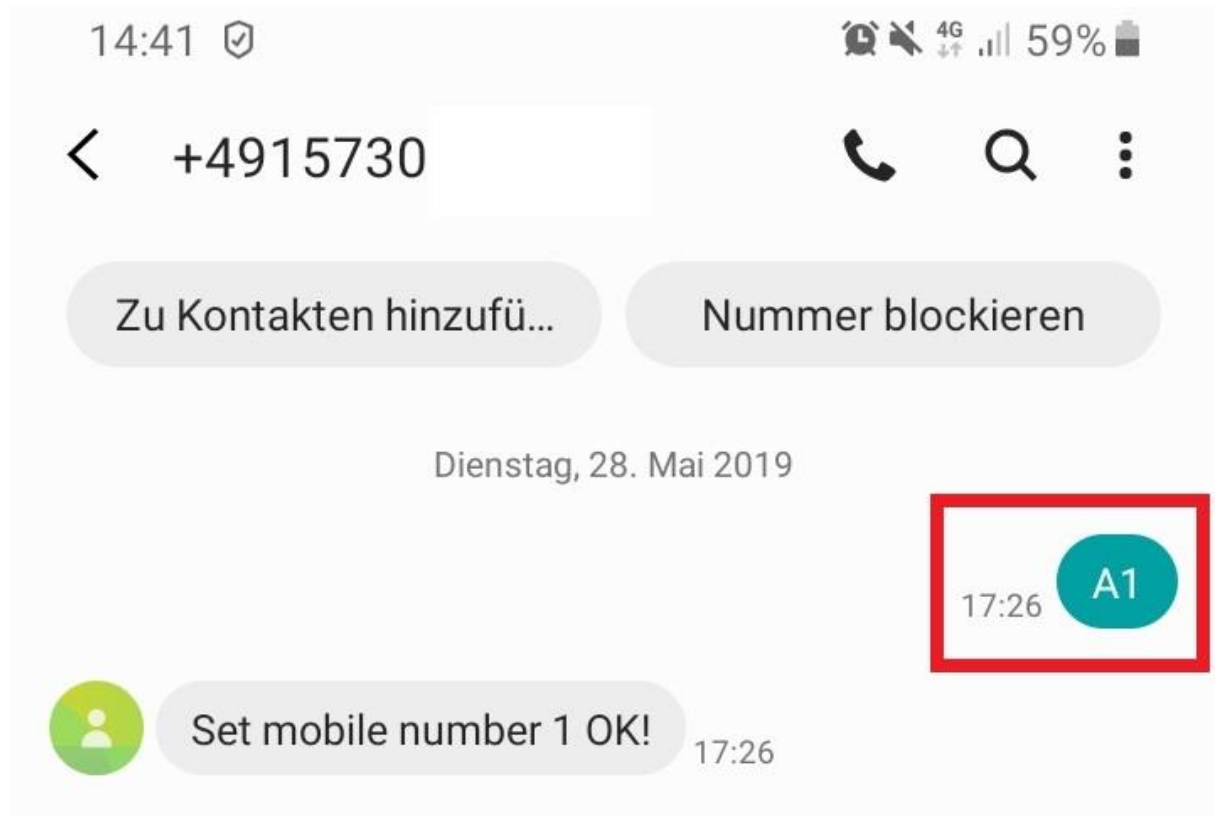 14:41 4G 59%
+4915730
Zu Kontakten hinzufü... Nummer blockieren
Dienstag, 28. Mai 2019
17:26 A1
Set mobile number 1 OK! 17:26